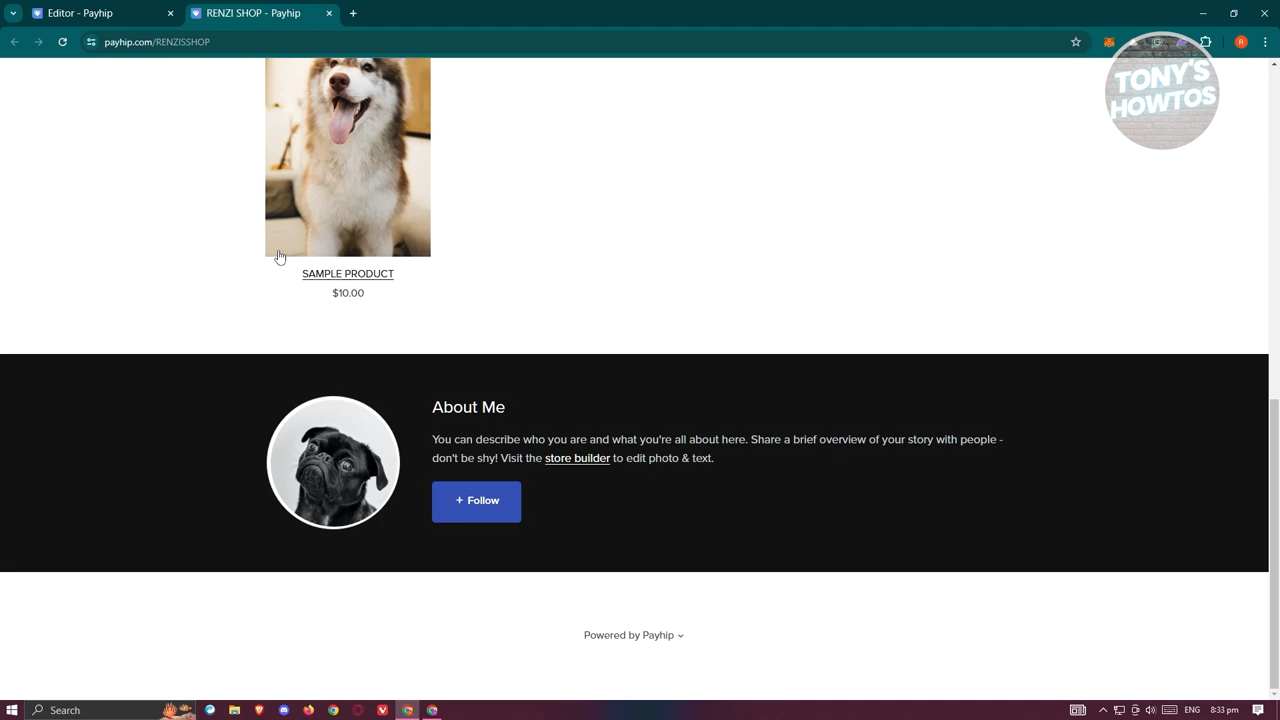 Editor - Payhip
RENZI SHOP - Payhip
payhip.com/RENZISSHOP
R
TONY'S
HOWTOS
SAMPLE PRODUCT
$10.00
About Me
You can describe who you are and what you're all about here. Share a brief overview of your story with people -
don't be shy! Visit the store builder to edit photo & text.
+ Follow
Powered by Payhip
Search
ENG
8:33 pm